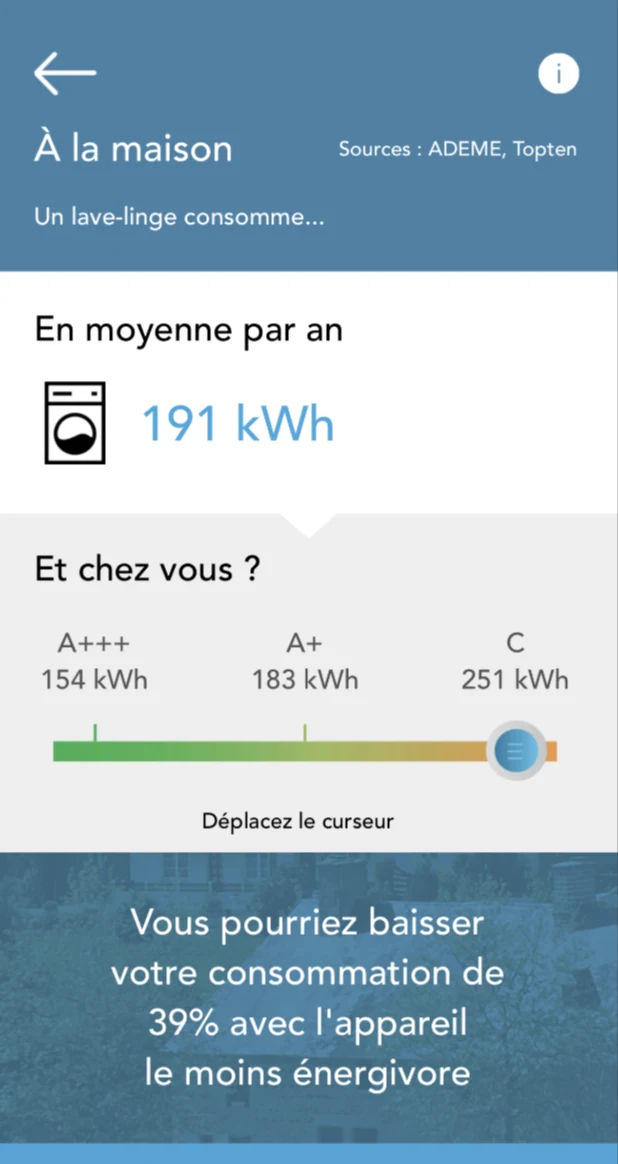 i
À la maison
Sources : ADEME, Topten
Un lave-linge consomme...
En moyenne par an
191 kWh
Et chez vous ?
A+++
A+
C
154 kWh
183 kWh
251 kWh
Déplacez le curseur
Vous pourriez baisser
votre consommation de
39% avec l'appareil
le moins énergivore